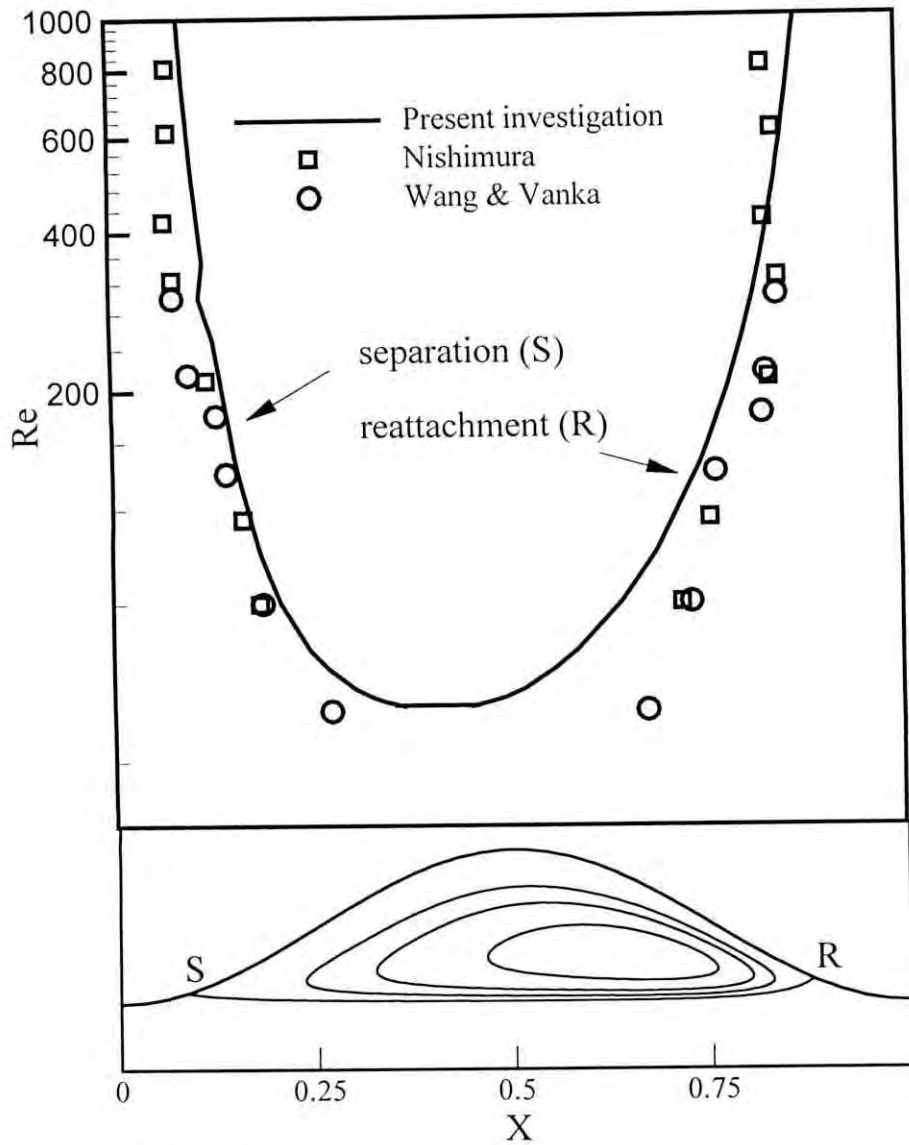 1000
800
600
400
200
Re
Present investigation
Nishimura
Wang & Vanka
separation (S)
reattachment (R)
S
R
0
0.25
0.5
0.75
X